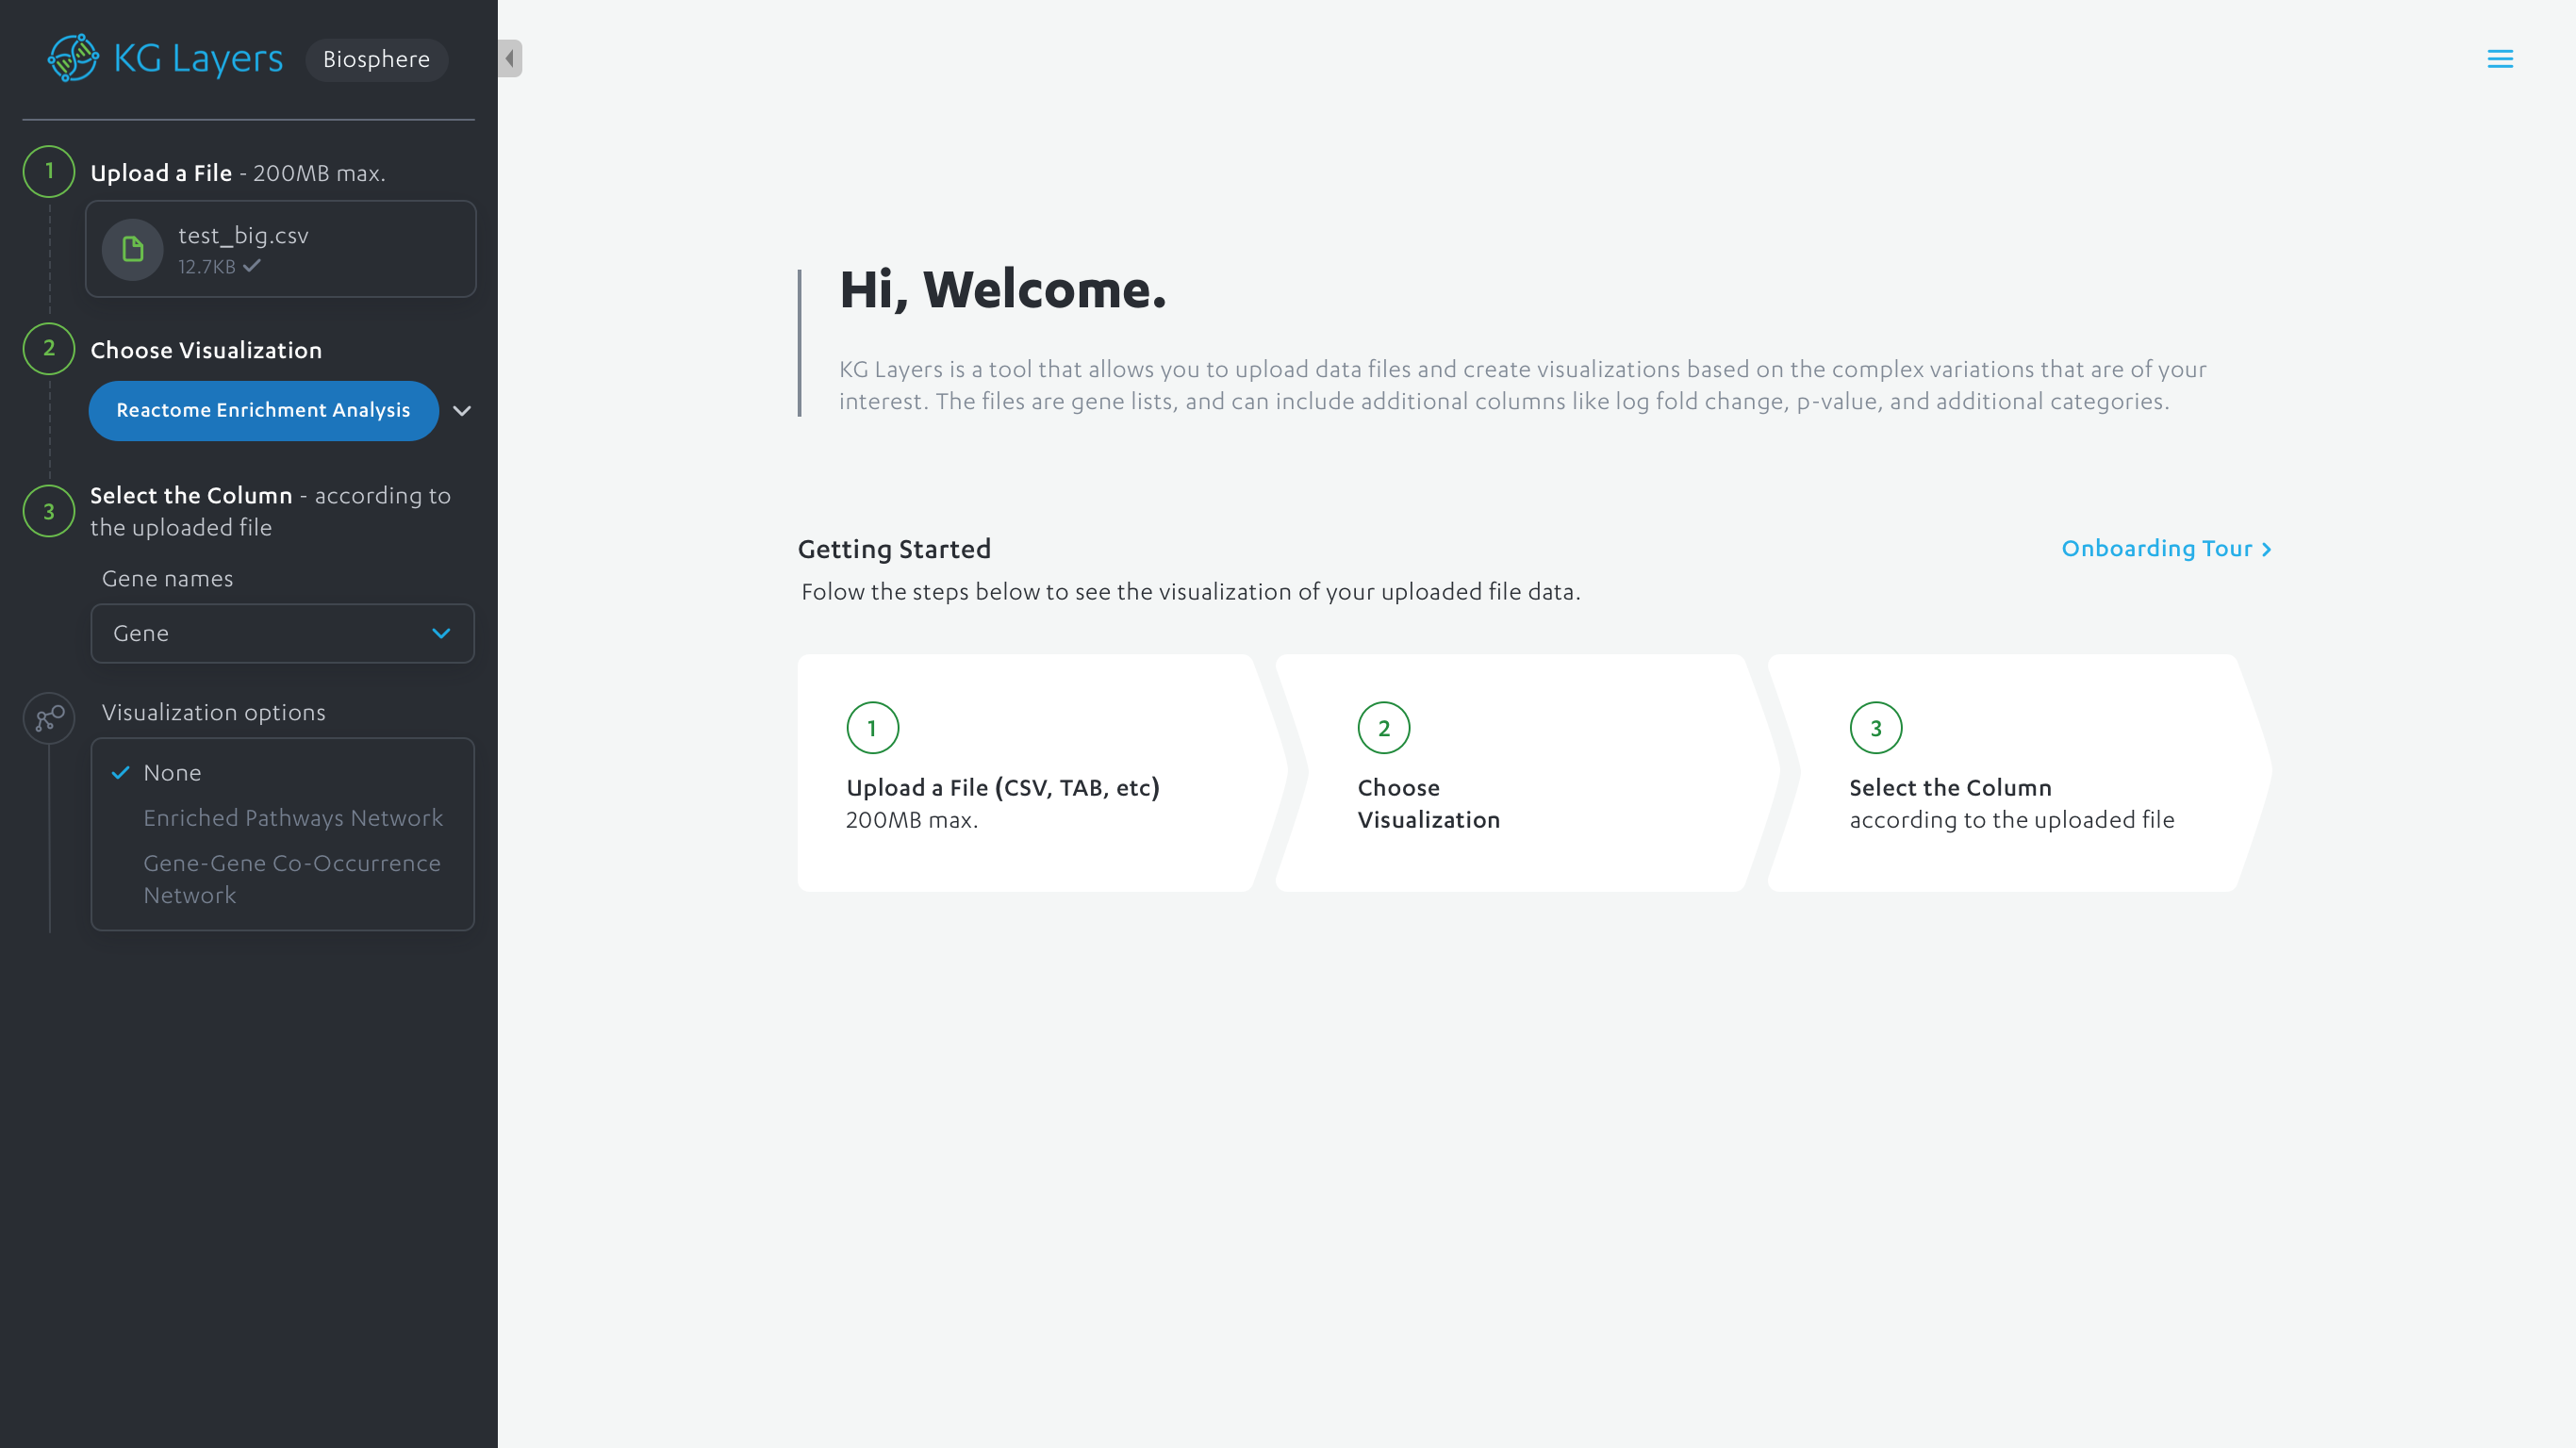 KG Layers
Biosphere
1
Upload a File - 200MB max.
test_big.csv
12.7KB
2
Choose Visualization
Reactome Enrichment Analysis
3
Select the Column - according to
the uploaded file
Gene names
Gene
Visualization options
None
Enriched Pathways Network
Gene-Gene Co-Occurrence
Network
Hi, Welcome.
KG Layers is a tool that allows you to upload data files and create visualizations based on the complex variations that are of your
interest. The files are gene lists, and can include additional columns like log fold change, p-value, and additional categories.
Getting Started
Onboarding Tour
Folow the steps below to see the visualization of your uploaded file data.
1
Upload a File (CSV, TAB, etc)
200MB max.
2
Choose
Visualization
3
Select the Column
according to the uploaded file